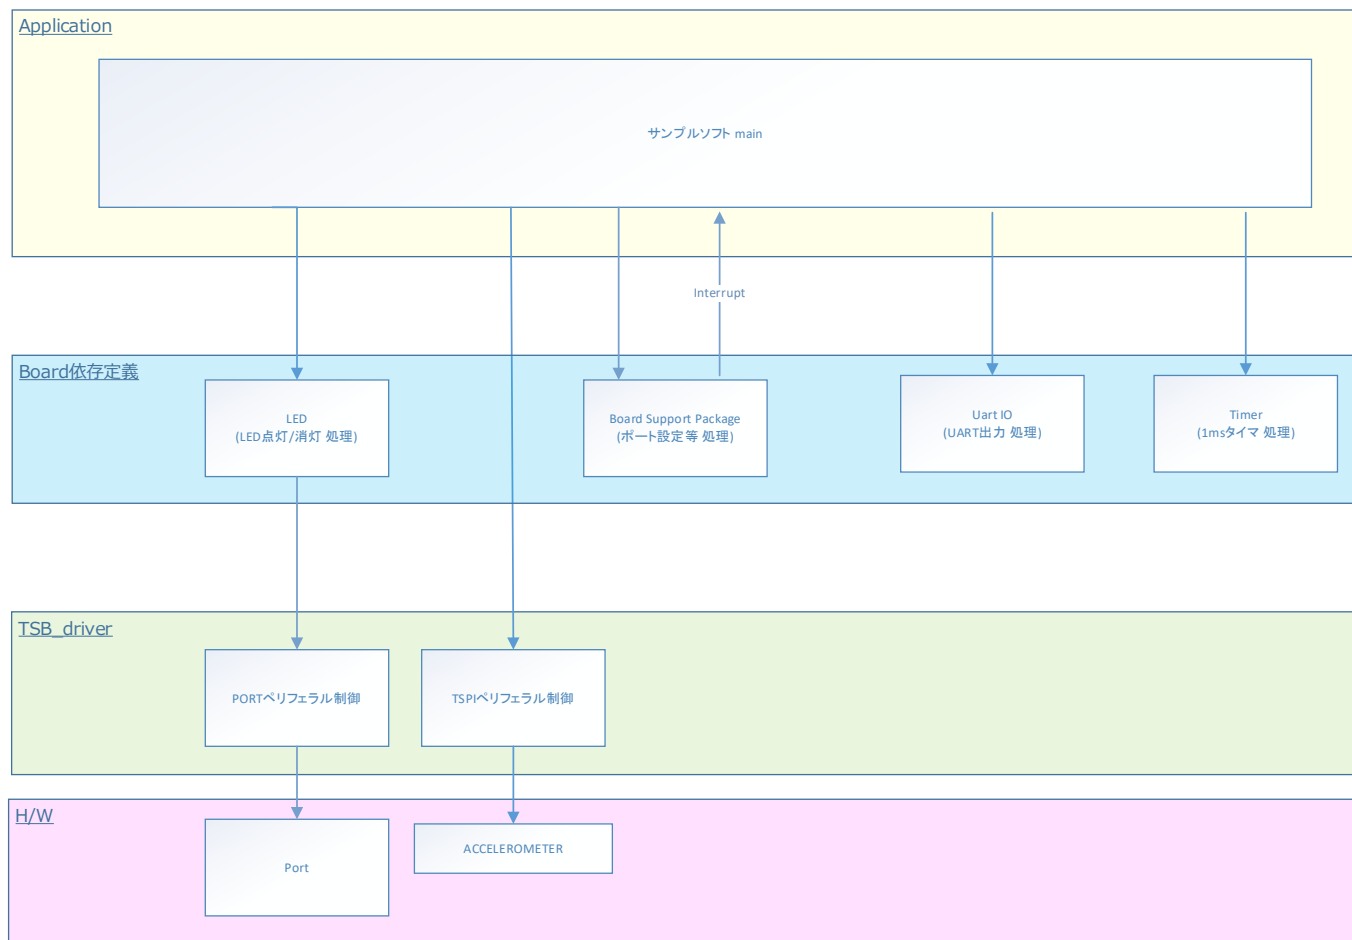 Application
サンプルソフト main
Interrupt
Board依存定義
LED
(LED点灯/消灯 処理)
Board Support Package
(ポート設定等 処理)
Uart IO
(UART出力 処理)
Timer
(1msタイマ 処理)
TSB_driver
PORTペリフェラル制御
TSPIペリフェラル制御
H/W
Port
ACCELEROMETER